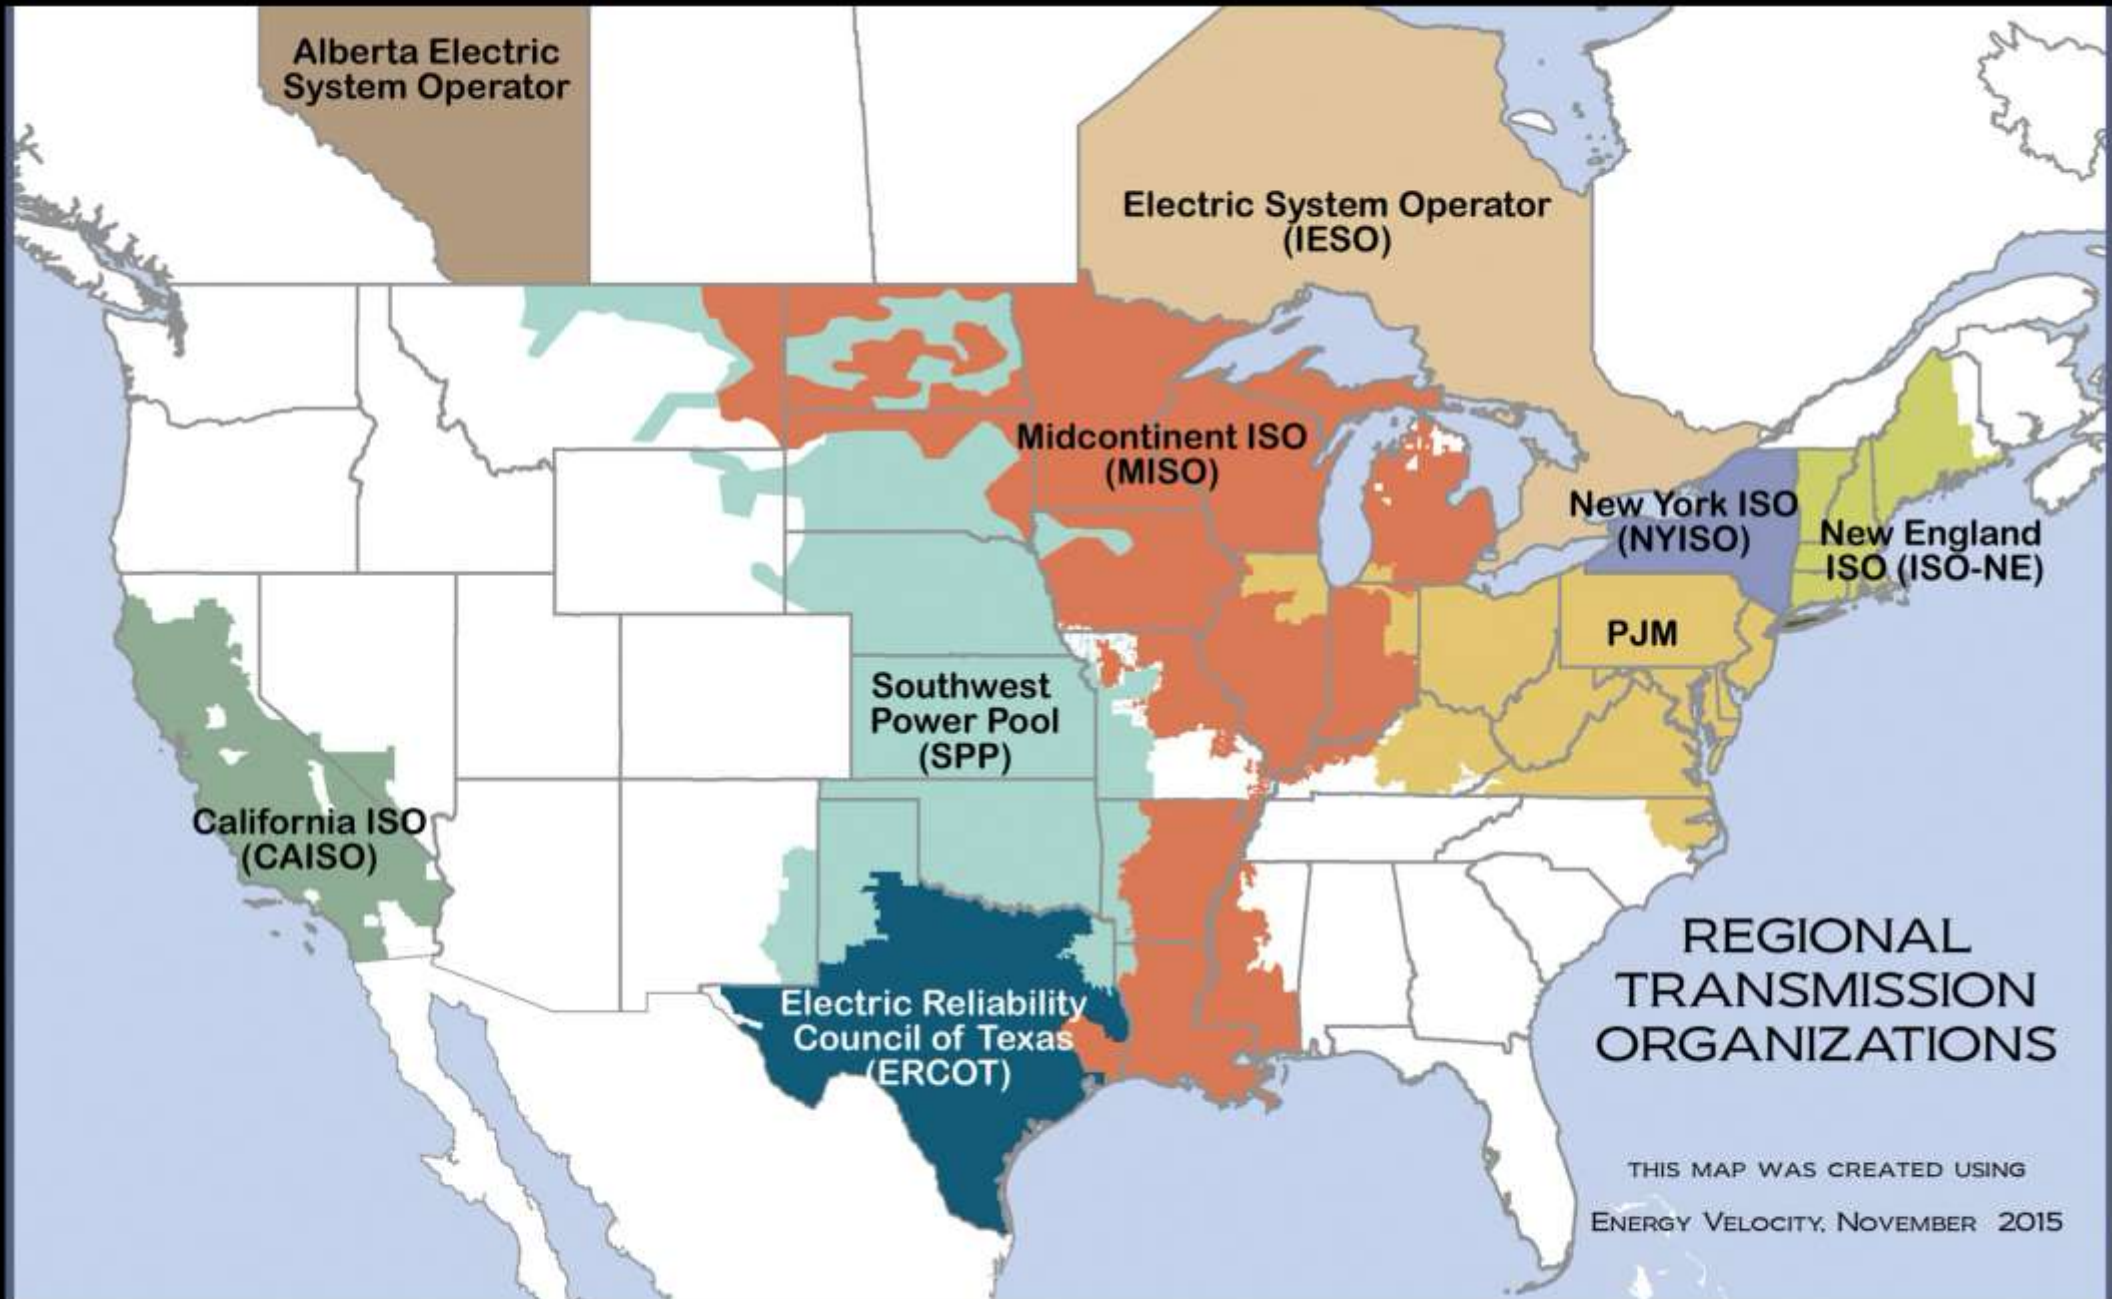 Alberta Electric
System Operator
Electric System Operator
(IESO)
Midcontinent ISO
(MISO)
New York ISO
(NYISO)
New England
ISO (ISO-NE)
PJM
Southwest
Power Pool
(SPP)
California ISO
(CAISO)
Electric Reliability
Council of Texas
(ERCOT)
REGIONAL
TRANSMISSION
ORGANIZATIONS
THIS MAP WAS CREATED USING
ENERGY VELOCITY, NOVEMBER 2015